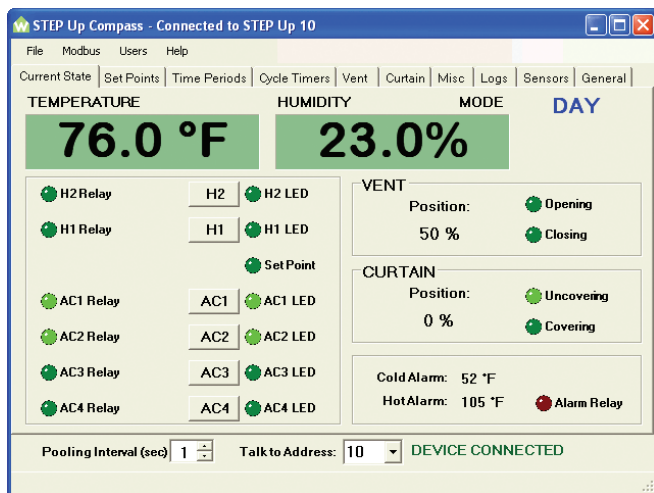 STEP Up Compass - Connected to STEP Up 10
File Modbus Users Help
Current State Set Points Time Periods Cycle Timers Vent Curtain Misc Logs Sensors General
TEMPERATURE HUMIDITY MODE DAY
76.0 °F 23.0%
H2 Relay H2 H2 LED
H1 Relay H1 H1 LED
Set Point
AC1 Relay AC1 AC1 LED
AC2 Relay AC2 AC2 LED
AC3 Relay AC3 AC3 LED
AC4 Relay AC4 AC4 LED
VENT
Position: Opening
50 % Closing
CURTAIN
Position: Uncovering
0 % Covering
Cold Alarm: 52 °F
Hot Alarm: 105 °F Alarm Relay
Pooling Interval (sec) 1 Talk to Address: 10 DEVICE CONNECTED